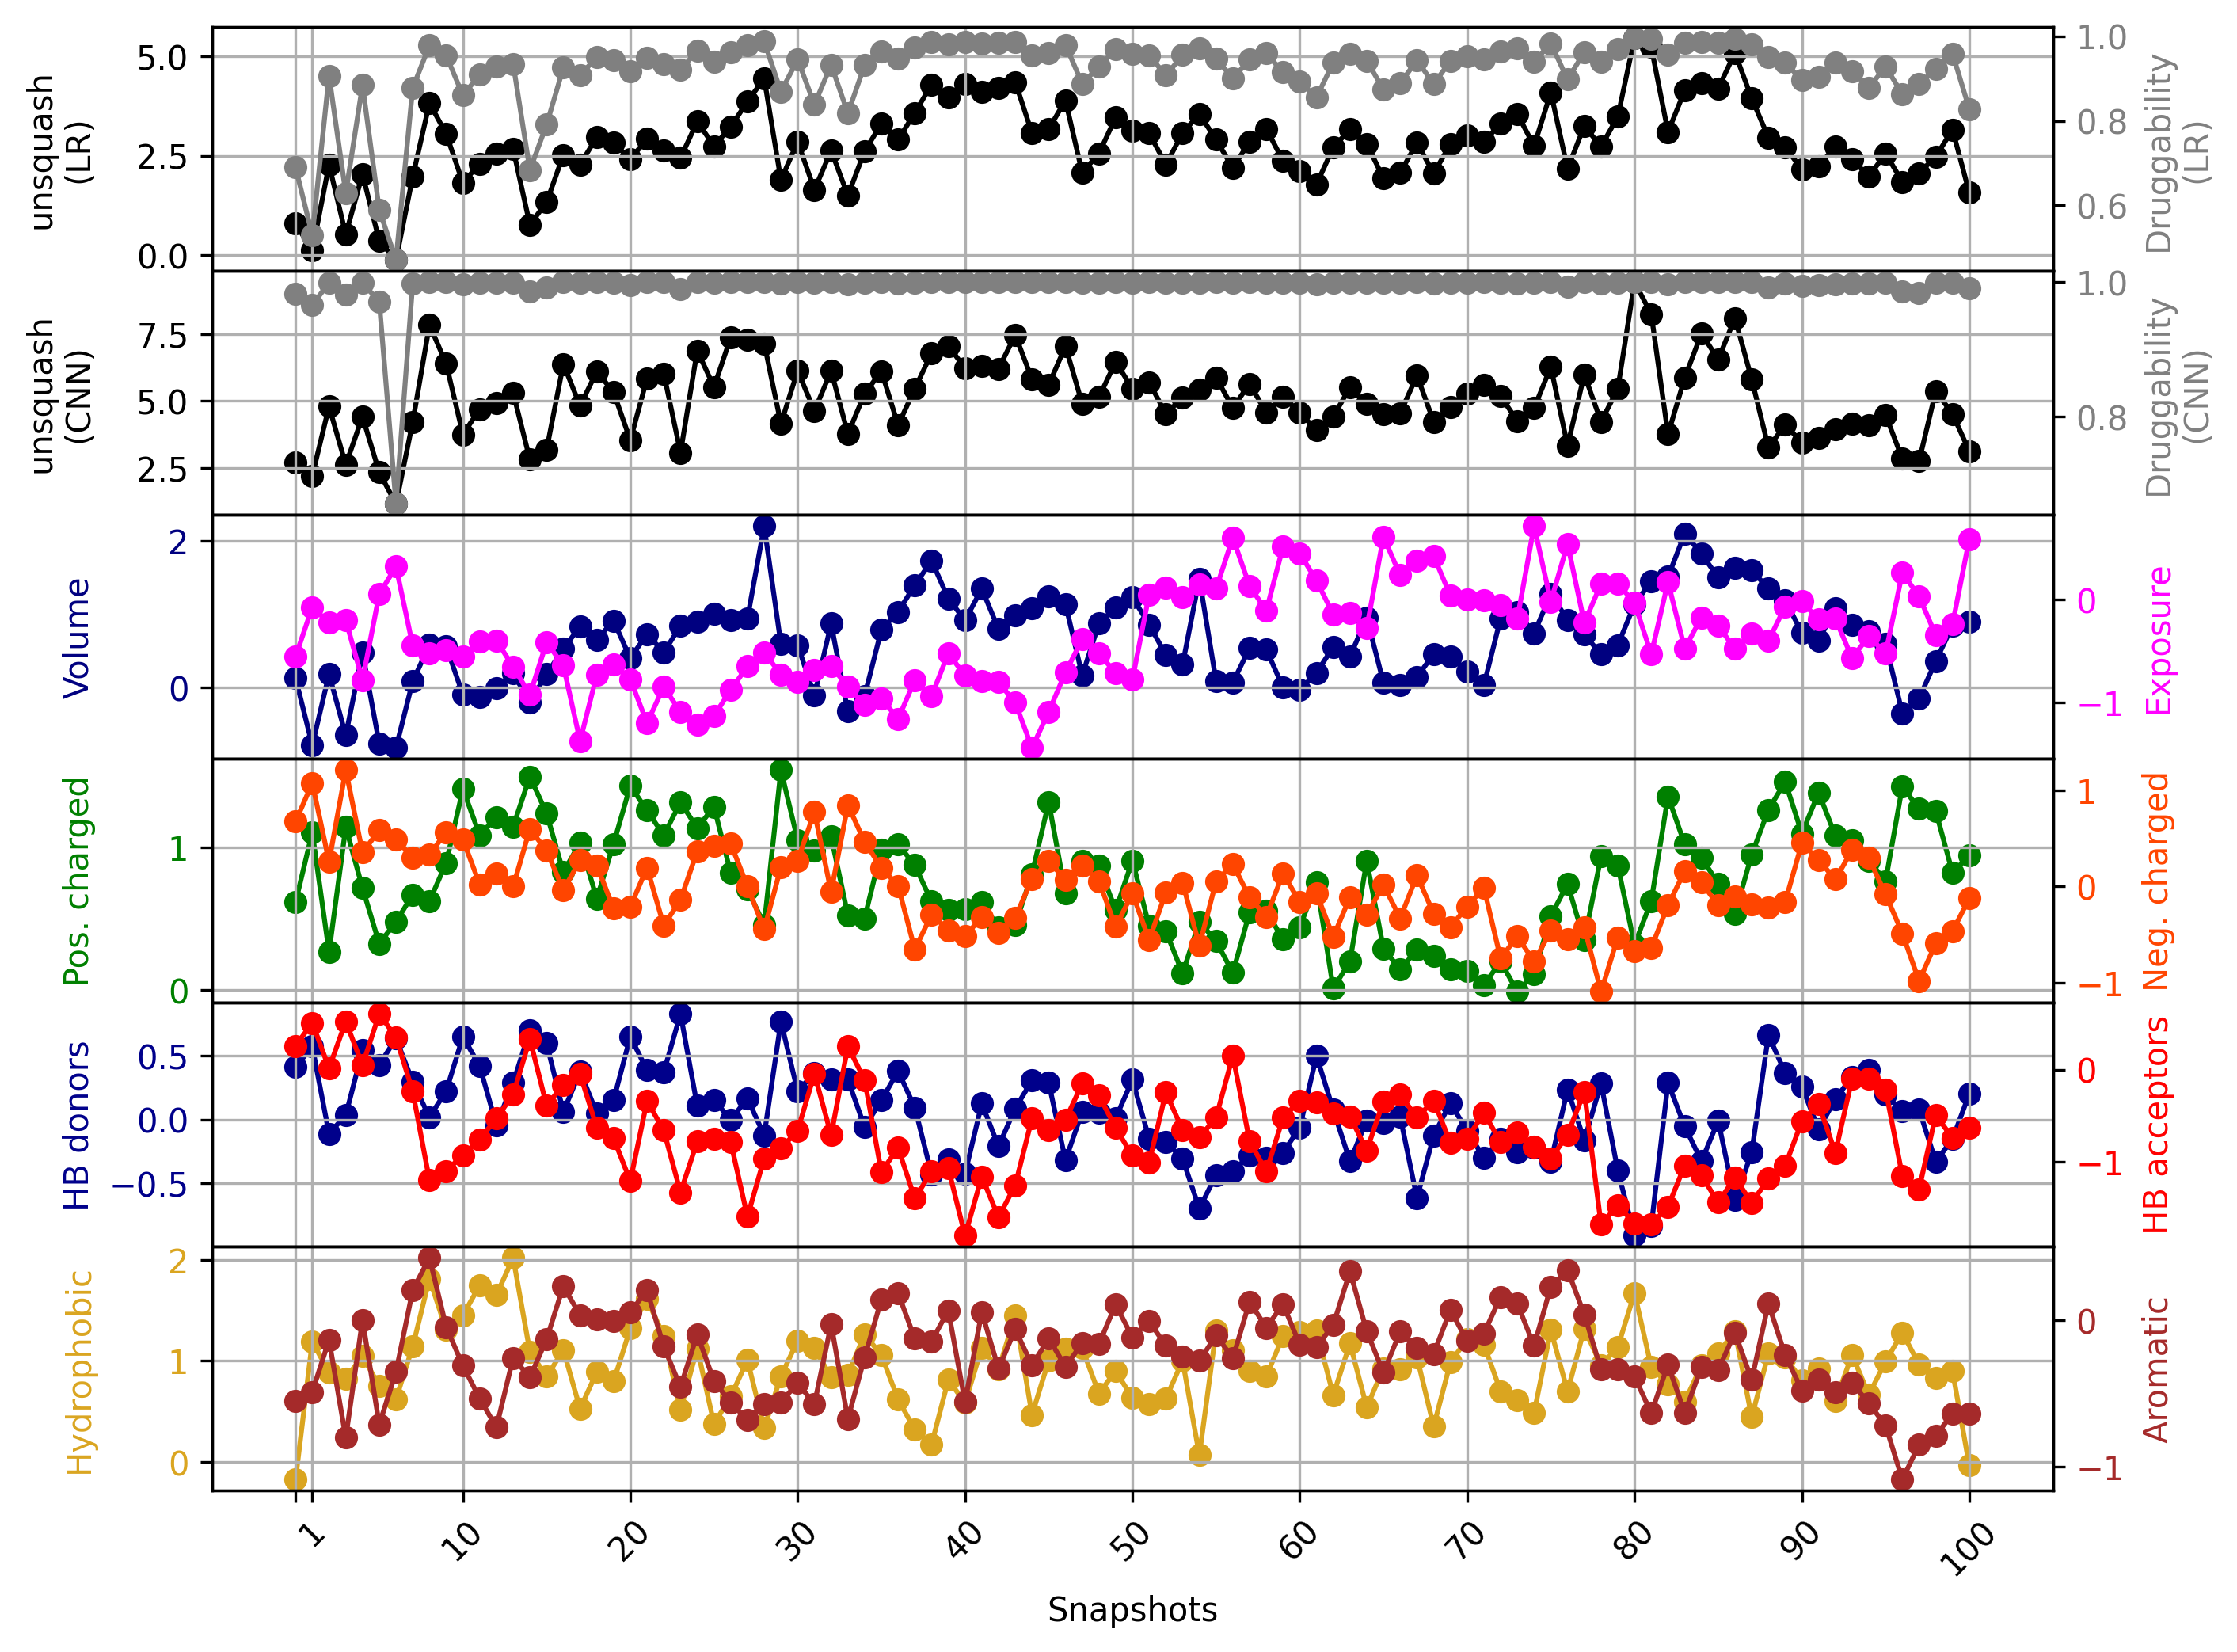 unsquash
(LR)
5.0
2.5
0.0
1.0
0.8
0.6
Druggability
(LR)
unsquash
(CNN)
7.5
5.0
2.5
1.0
0.8
Druggability
(CNN)
Volume
2
0
0
−1
Exposure
Pos. charged
1
0
1
0
−1
Neg. charged
HB donors
0.5
0.0
−0.5
0
−1
HB acceptors
Hydrophobic
2
1
0
0
−1
Aromatic
1
10
20
30
40
50
60
70
80
90
100
Snapshots